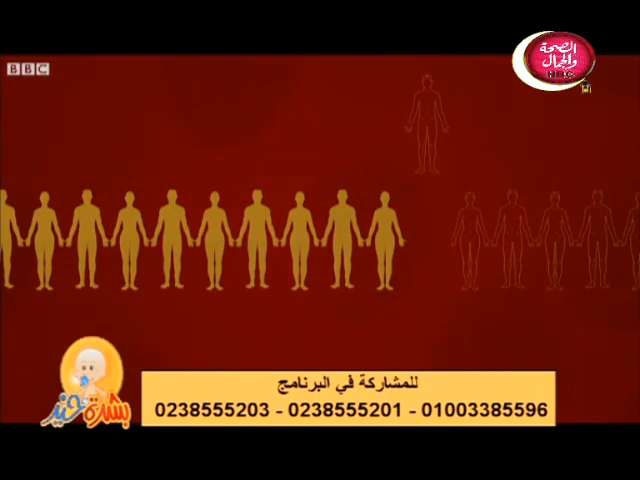 BBC
الصحة
والجمال
HBC
بشرة خير
للمشاركة في البرنامج
0238555203 - 0238555201 - 01003385596